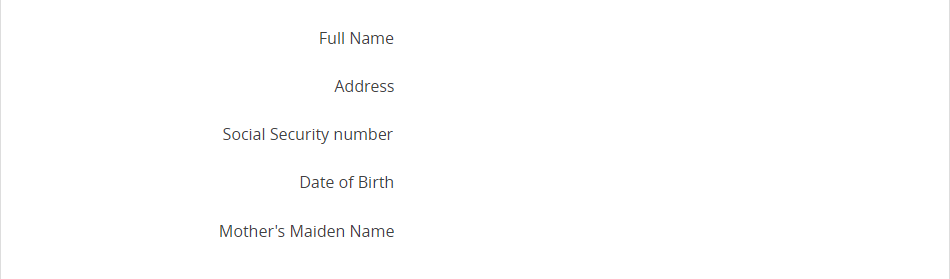 Full Name
Address
Social Security number
Date of Birth
Mother's Maiden Name